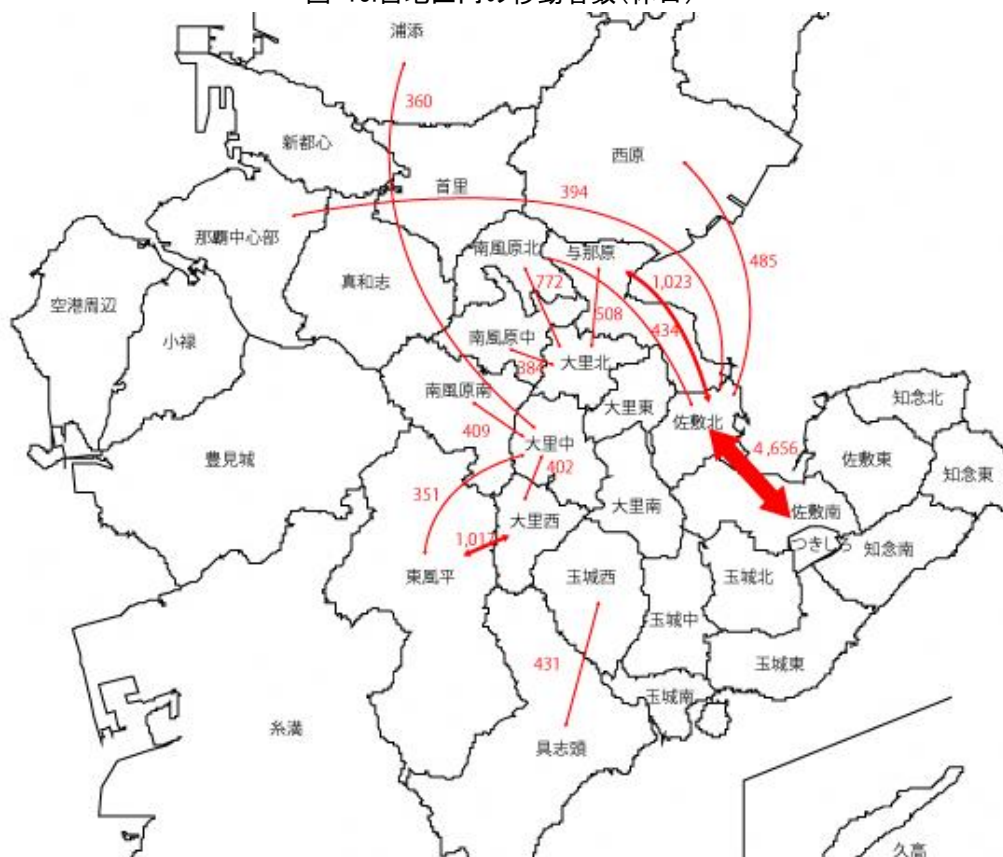 浦添
360
新都心
西原
首里
394
那覇中心部
南風原北
与那原
485
真和志
772
1,023
空港周辺
508
434
小禄
南風原中
384
大里北
南風原南
大里東
知念北
409
佐敷北
大里中
4,656
豊見城
402
佐敷東
知念東
351
大里南
佐敷南
大里西
つきしろ
知念南
東風平
玉城西
玉城北
玉城中
431
玉城東
玉城南
糸満
具志頭
久高